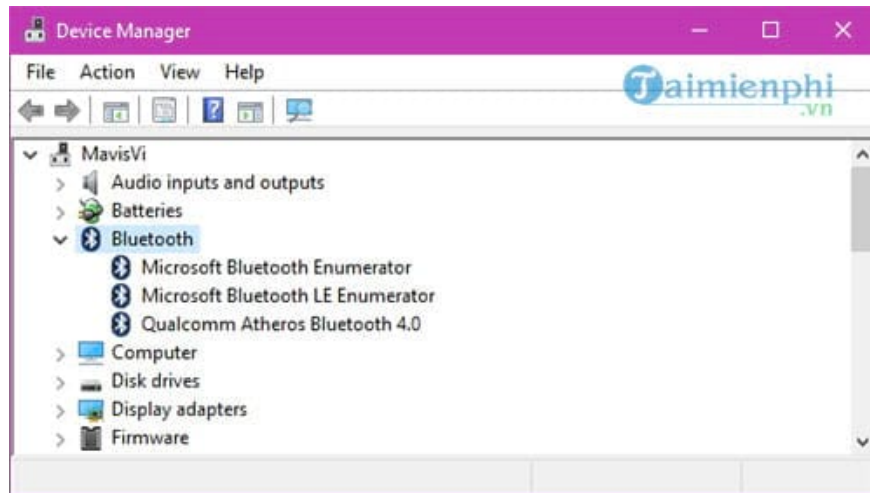 Device Manager
File Action View Help
Taimienphi
.vn
MavisVi
Audio inputs and outputs
Batteries
Bluetooth
Microsoft Bluetooth Enumerator
Microsoft Bluetooth LE Enumerator
Qualcomm Atheros Bluetooth 4.0
Computer
Disk drives
Display adapters
Firmware